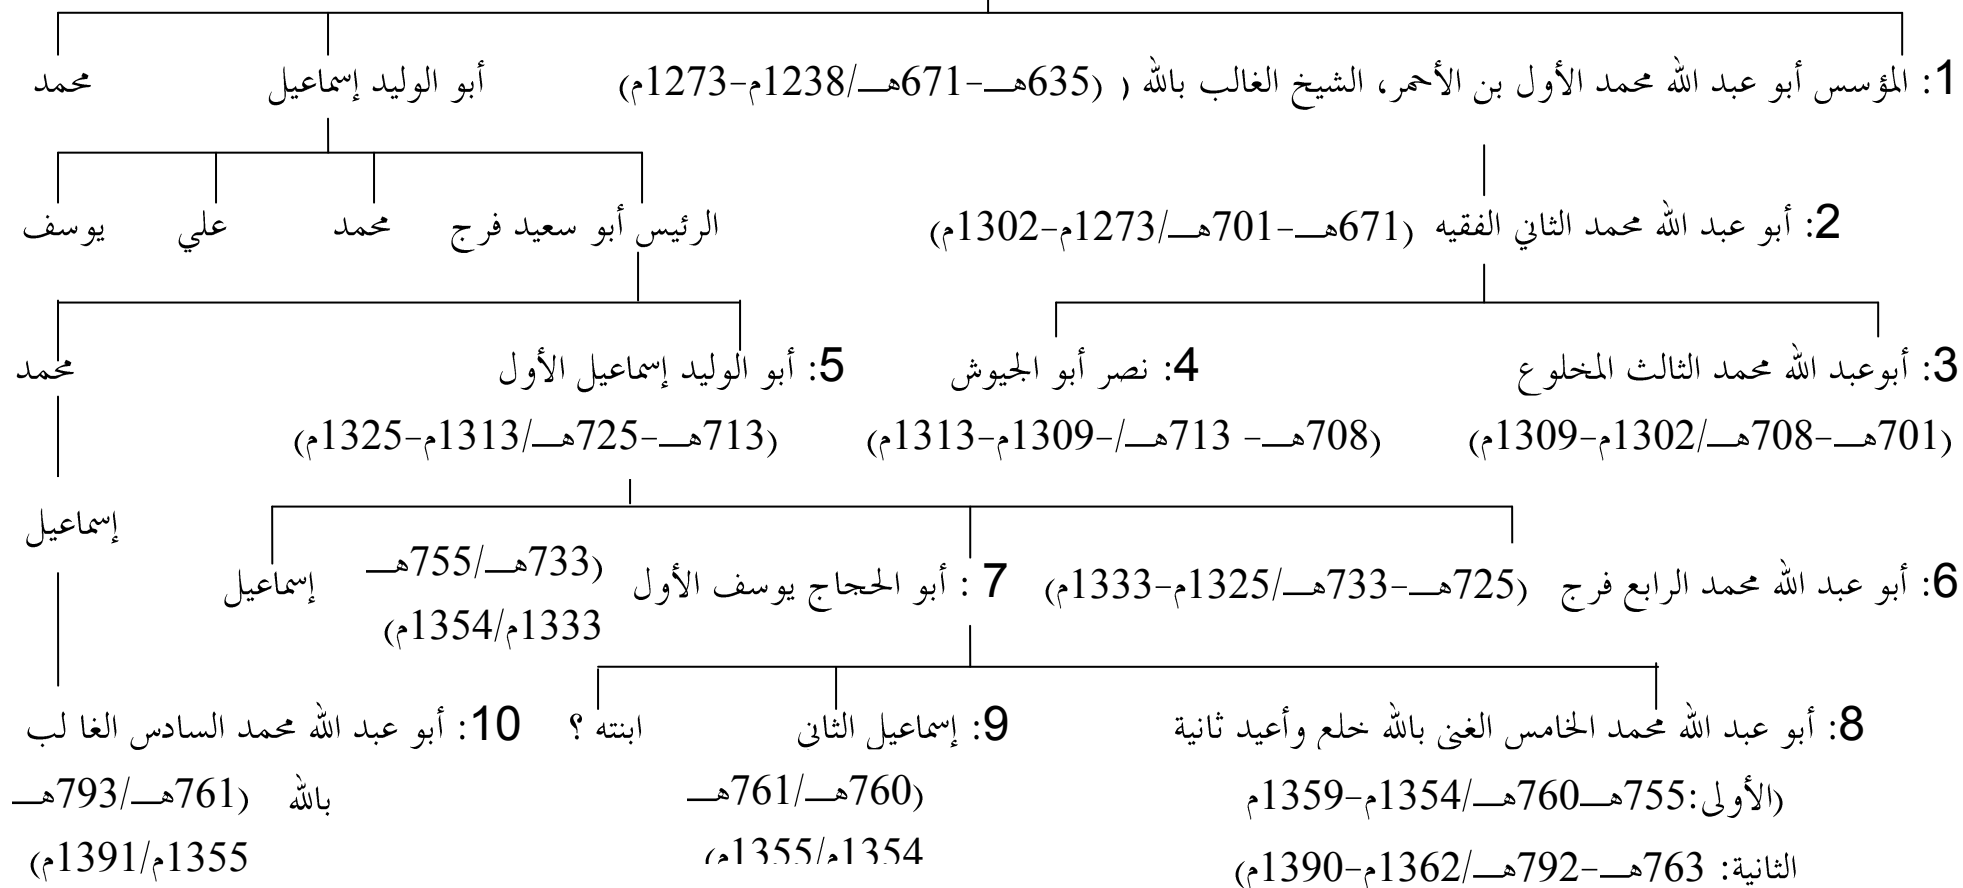 1: المؤسس أبو عبد الله محمد الأول بن الأحمر، الشيخ الغالب بالله ( (635هـ-671هـ/1238م-1273م)
أبو الوليد إسماعيل
محمد
2: أبو عبد الله محمد الثاني الفقيه (671هـ-701هـ/1273م-1302م)
الرئيس أبو سعيد فرج
محمد
علي
يوسف
3: أبوعبد الله محمد الثالث المخلوع
(701هـ-708هـ/1302م-1309م)
4: نصر أبو الجيوش
(708هـ- 713هـ/-1309م-1313م)
5: أبو الوليد إسماعيل الأول
(713هـ-725هـ/1313م-1325م)
محمد
إسماعيل
6: أبو عبد الله محمد الرابع فرج (725هـ-733هـ/1325م-1333م)
7 : أبو الحجاج يوسف الأول
(733هـ/755هـ
1333م/1354م)
إسماعيل
8: أبو عبد الله محمد الخامس الغنى بالله خلع وأعيد ثانية
(الأولى:755هـ760هـ/1354م-1359م
الثانية: 763هـ-792هـ/1362م-1390م)
9: إسماعيل الثانى
(760هـ/761هـ
1354م/1355م)
ابنته ؟
10: أبو عبد الله محمد السادس الغا لب
بالله (761هـ/793هـ
1355م/1391م)